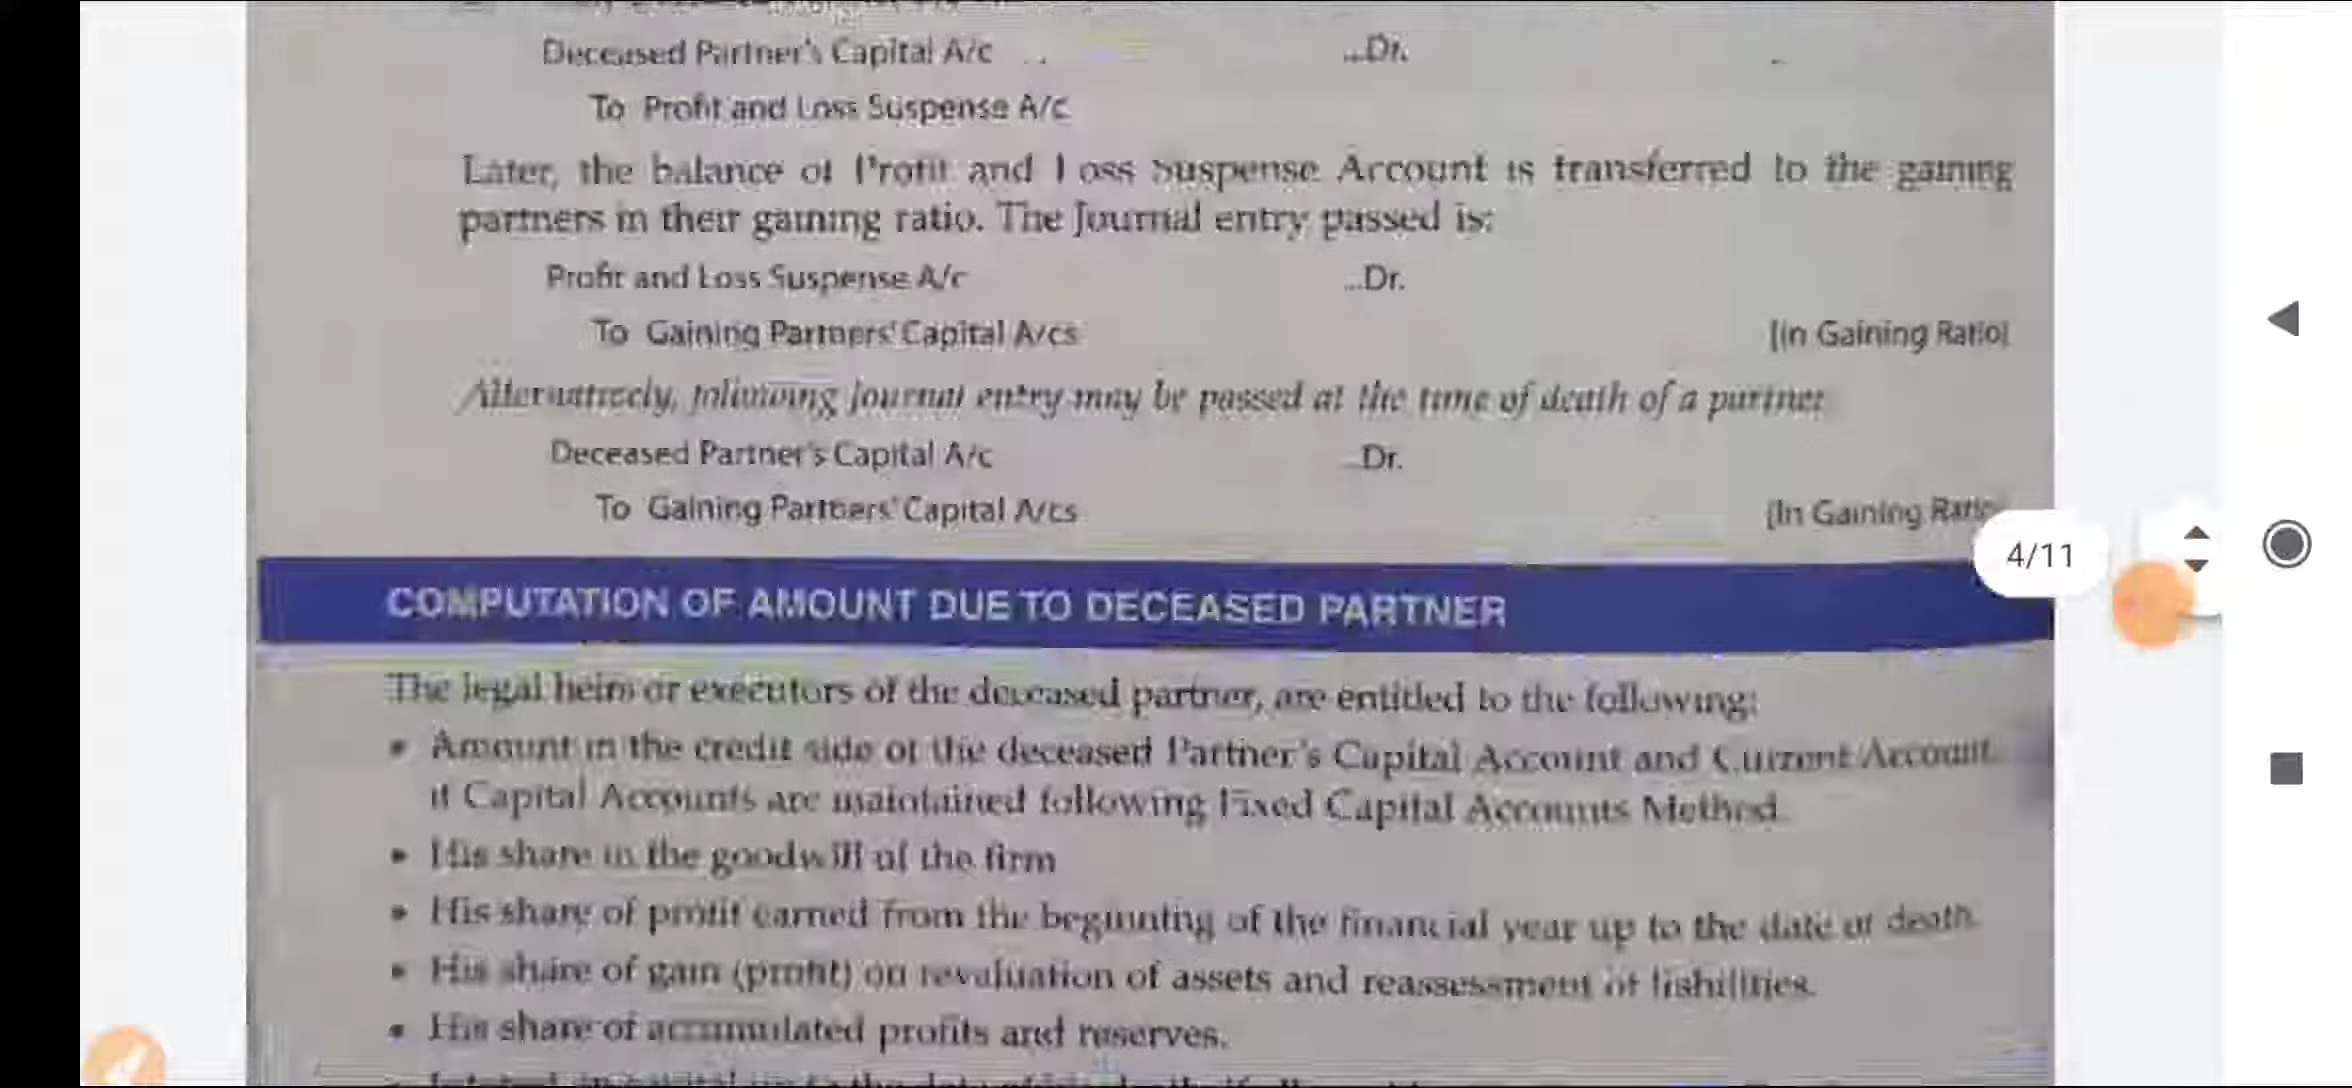 Deceased Partner's Capital A/c ...Dr.
To Profit and Loss Suspense A/c
Later, the balance of Profit and Loss Suspense Account is transferred to the gaining
partners in their gaining ratio. The Journal entry passed is:
Profit and Loss Suspense A/c ...Dr.
To Gaining Partners' Capital A/cs [In Gaining Ratio]
Alternatively, following Journal entry may be passed at the time of death of a partner
Deceased Partner's Capital A/c ...Dr.
To Gaining Partners' Capital A/cs [In Gaining Ratio
4/11
COMPUTATION OF AMOUNT DUE TO DECEASED PARTNER
The legal heirs or executors of the deceased partner, are entitled to the following:
• Amount in the credit side of the deceased Partner's Capital Account and Current Account
if Capital Accounts are maintained following Fixed Capital Accounts Method.
• His share in the goodwill of the firm
• His share of profit earned from the beginning of the financial year up to the date of death.
• His share of gain (profit) on revaluation of assets and reassessment of liabilities.
• His share of accumulated profits and reserves.